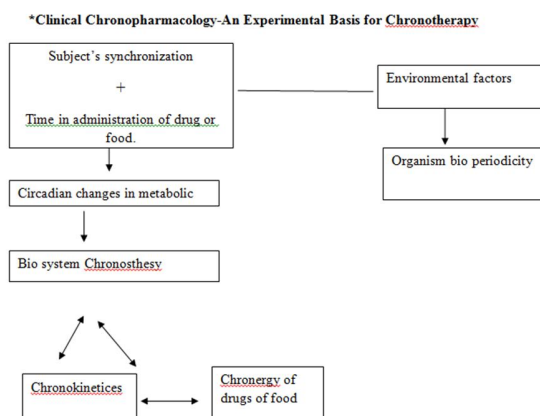 *Clinical Chronopharmacology-An Experimental Basis for Chronotherapy
Subject's synchronization
+
Time in administration of drug or
food.
Environmental factors
Organism bio periodicity
Circadian changes in metabolic
Bio system Chronosthesy
Chronokinetices
Chronergy of
drugs of food